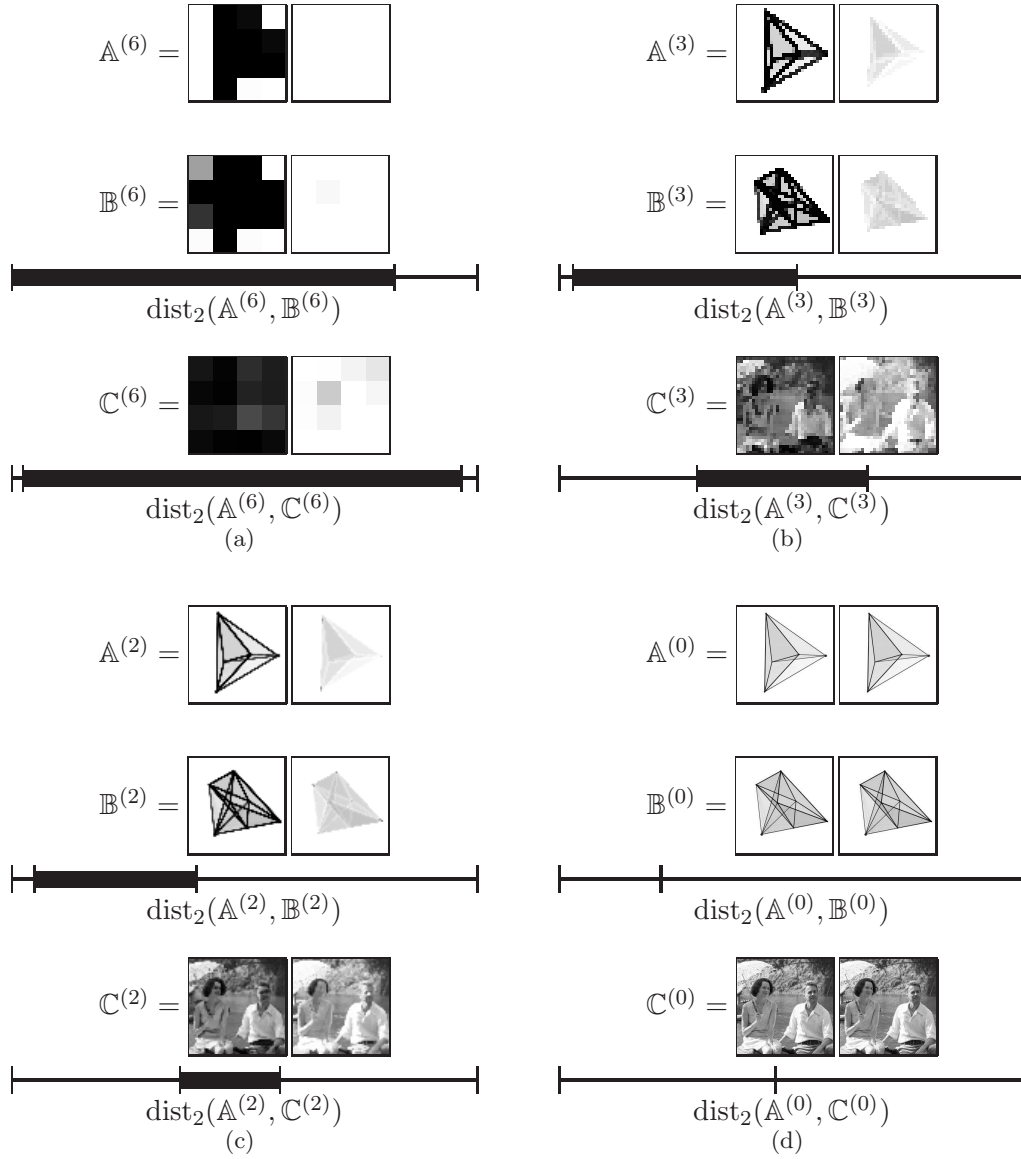 𝔸⁽⁶⁾ =
𝔹⁽⁶⁾ =
dist₂(𝔸⁽⁶⁾, 𝔹⁽⁶⁾)
ℂ⁽⁶⁾ =
dist₂(𝔸⁽⁶⁾, ℂ⁽⁶⁾)
(a)
𝔸⁽³⁾ =
𝔹⁽³⁾ =
dist₂(𝔸⁽³⁾, 𝔹⁽³⁾)
ℂ⁽³⁾ =
dist₂(𝔸⁽³⁾, ℂ⁽³⁾)
(b)
𝔸⁽²⁾ =
𝔹⁽²⁾ =
dist₂(𝔸⁽²⁾, 𝔹⁽²⁾)
ℂ⁽²⁾ =
dist₂(𝔸⁽²⁾, ℂ⁽²⁾)
(c)
𝔸⁽⁰⁾ =
𝔹⁽⁰⁾ =
dist₂(𝔸⁽⁰⁾, 𝔹⁽⁰⁾)
ℂ⁽⁰⁾ =
dist₂(𝔸⁽⁰⁾, ℂ⁽⁰⁾)
(d)